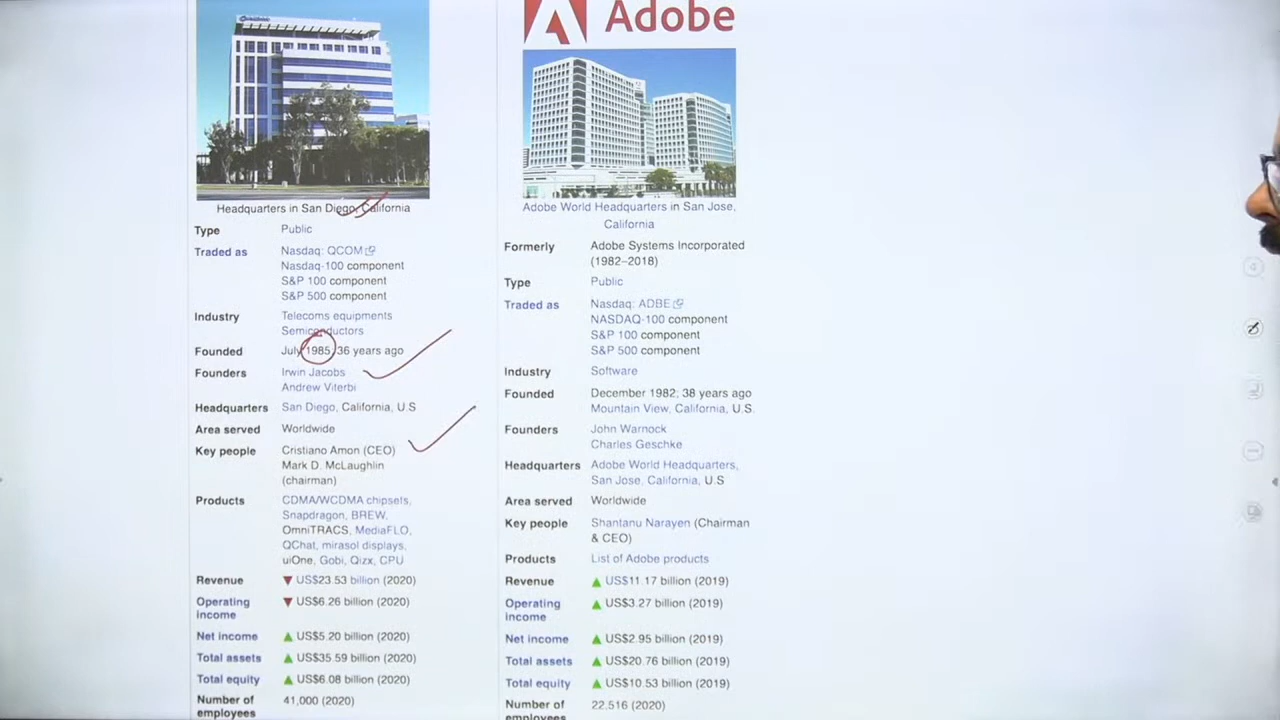 Headquarters in San Diego, California
Type Public
Traded as Nasdaq: QCOM
Nasdaq-100 component
S&P 100 component
S&P 500 component
Industry Telecoms equipments
Semiconductors
Founded July 1985, 36 years ago
Founders Irwin Jacobs
Andrew Viterbi
Headquarters San Diego, California, U.S
Area served Worldwide
Key people Cristiano Amon (CEO)
Mark D. McLaughlin
(chairman)
Products CDMA/WCDMA chipsets,
Snapdragon, BREW,
OmniTRACS, MediaFLO,
QChat, mirasol displays,
uiOne, Gobi, Qizx, CPU
Revenue ▼ US$23.53 billion (2020)
Operating income ▼ US$6.26 billion (2020)
Net income ▲ US$5.20 billion (2020)
Total assets ▲ US$35.59 billion (2020)
Total equity ▲ US$6.08 billion (2020)
Number of employees 41,000 (2020)
Adobe
Adobe World Headquarters in San Jose,
California
Formerly Adobe Systems Incorporated
(1982–2018)
Type Public
Traded as Nasdaq: ADBE
NASDAQ-100 component
S&P 100 component
S&P 500 component
Industry Software
Founded December 1982; 38 years ago
Mountain View, California, U.S.
Founders John Warnock
Charles Geschke
Headquarters Adobe World Headquarters,
San Jose, California, U.S
Area served Worldwide
Key people Shantanu Narayen (Chairman
& CEO)
Products List of Adobe products
Revenue ▲ US$11.17 billion (2019)
Operating income ▲ US$3.27 billion (2019)
Net income ▲ US$2.95 billion (2019)
Total assets ▲ US$20.76 billion (2019)
Total equity ▲ US$10.53 billion (2019)
Number of employees 22,516 (2020)